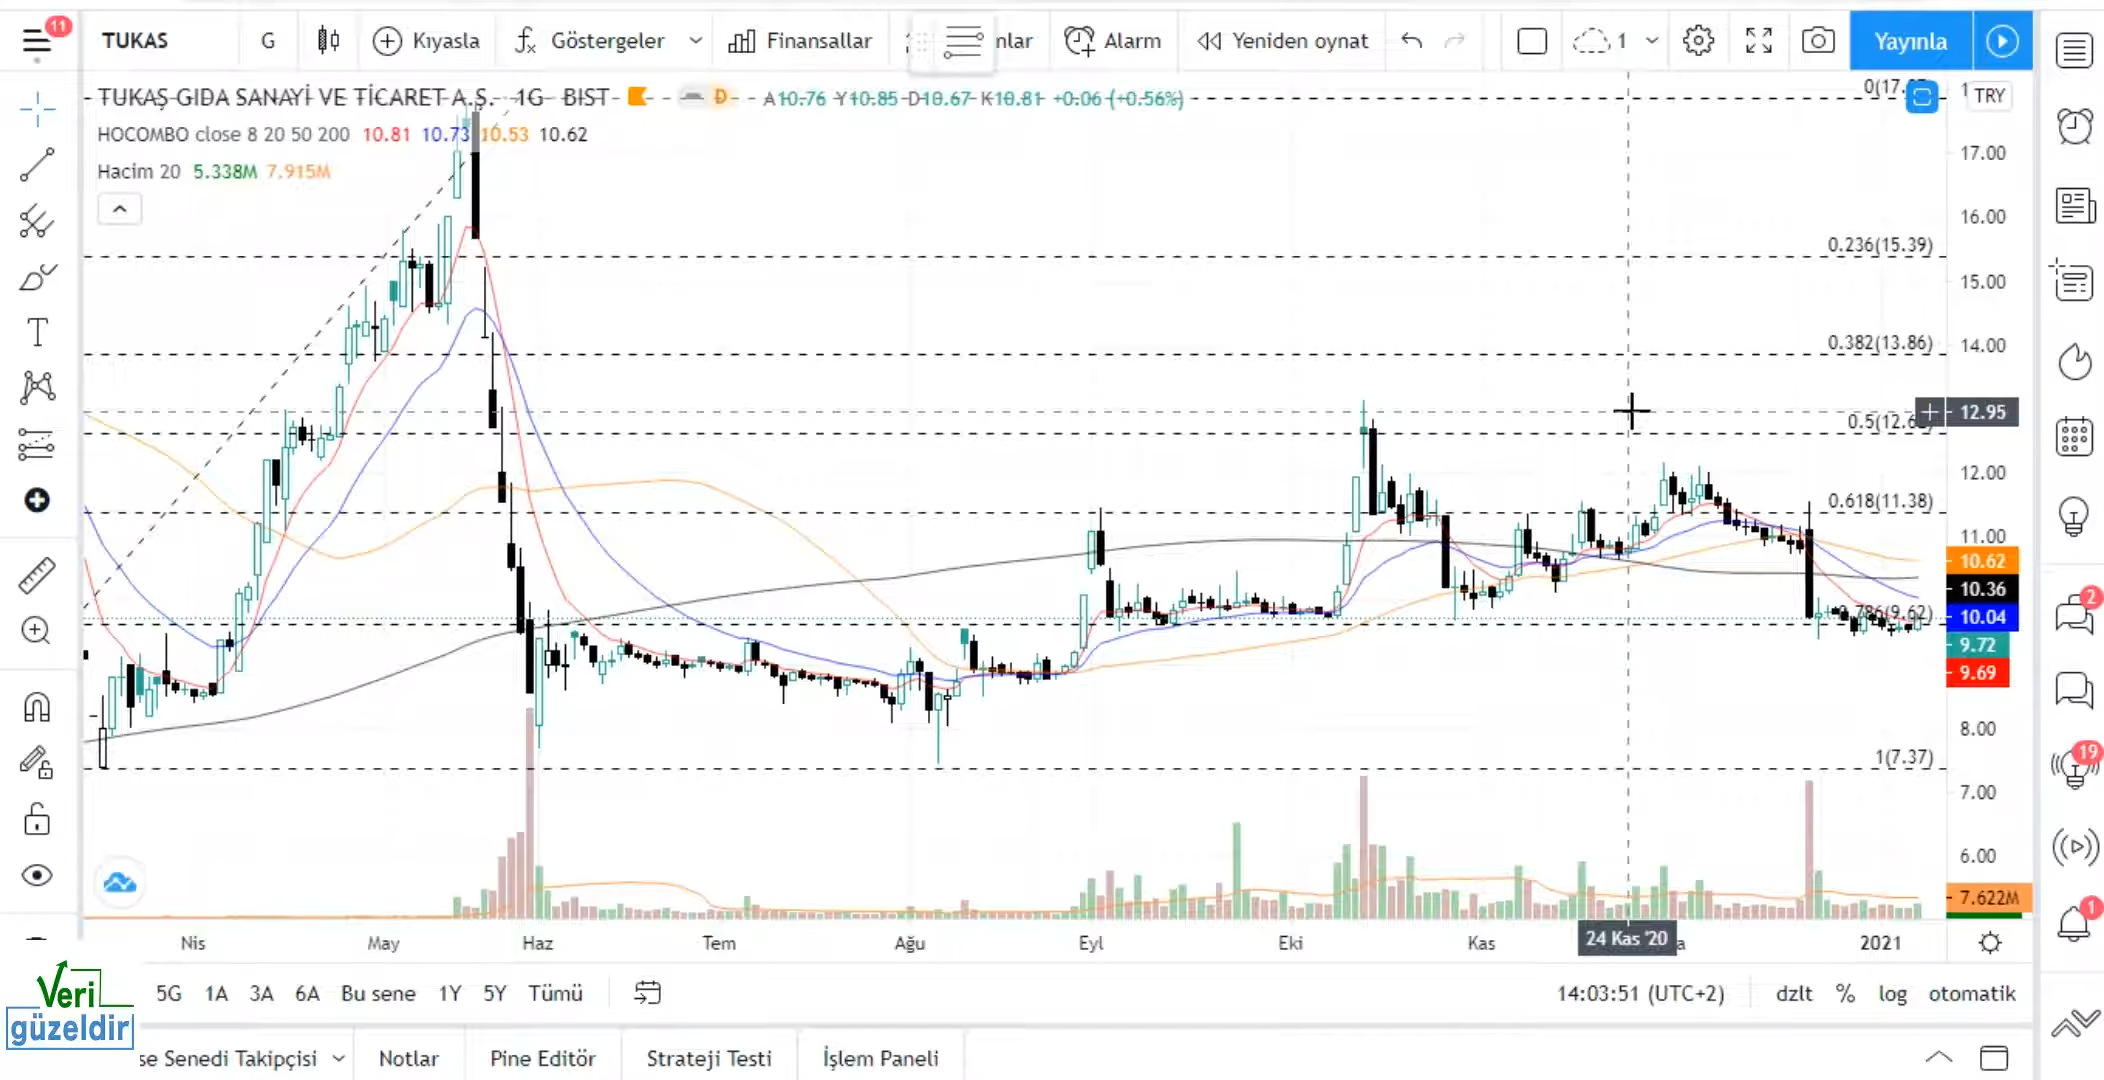 11
TUKAS G Kıyasla Göstergeler Finansallar nlar Alarm Yeniden oynat 1 Yayınla
TUKAŞ GIDA SANAYİ VE TİCARET A.Ş. 1G BIST D A10.76 Y10.85 D10.67 K10.81 +0.06 (+0.56%)
HOCOMBO close 8 20 50 200 10.81 10.73 10.53 10.62
Hacim 20 5.338M 7.915M
TRY
17.00
16.00
0.236(15.39)
15.00
14.00
0.382(13.86)
12.95
12.00
0.618(11.38)
11.00
10.62
10.36
10.04
0.786(9.62)
9.72
9.69
8.00
1(7.37)
7.00
6.00
7.622M
Nis May Haz Tem Ağu Eyl Eki Kas 24 Kas '20 a 2021
2
19
1
Veri
güzeldir
5G 1A 3A 6A Bu sene 1Y 5Y Tümü 14:03:51 (UTC+2) dzlt % log otomatik
se Senedi Takipçisi Notlar Pine Editör Strateji Testi İşlem Paneli